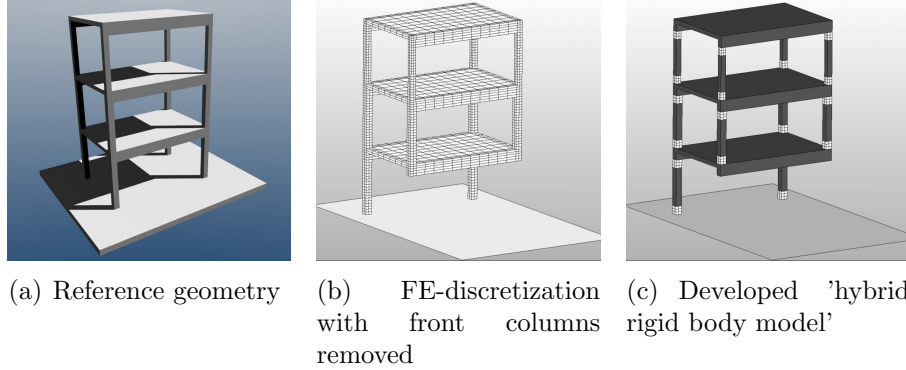 (a) Reference geometry
(b) FE-discretization
with front columns
removed
(c) Developed 'hybrid
rigid body model'